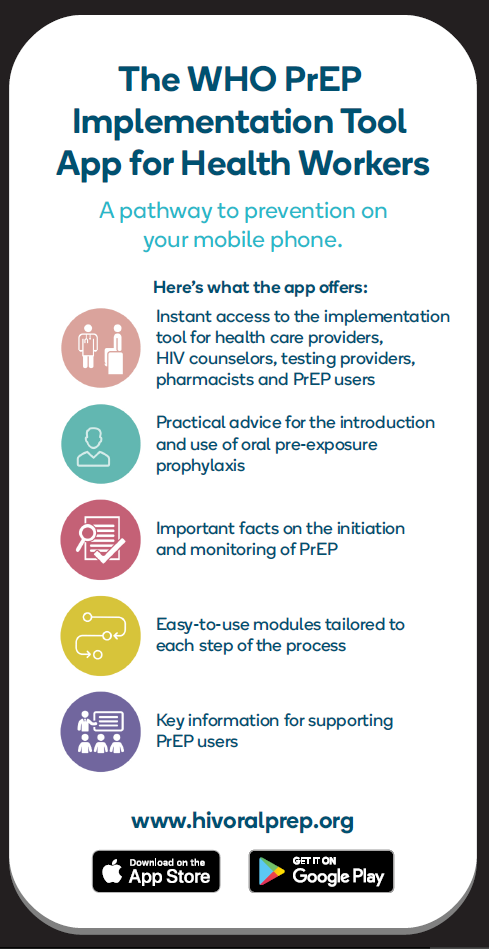 The WHO PrEP
Implementation Tool
App for Health Workers
A pathway to prevention on
your mobile phone.
Here's what the app offers:
Instant access to the implementation
tool for health care providers,
HIV counselors, testing providers,
pharmacists and PrEP users
Practical advice for the introduction
and use of oral pre-exposure
prophylaxis
Important facts on the initiation
and monitoring of PrEP
Easy-to-use modules tailored to
each step of the process
Key information for supporting
PrEP users
www.hivoralprep.org
Download on the
App Store
GET IT ON
Google Play